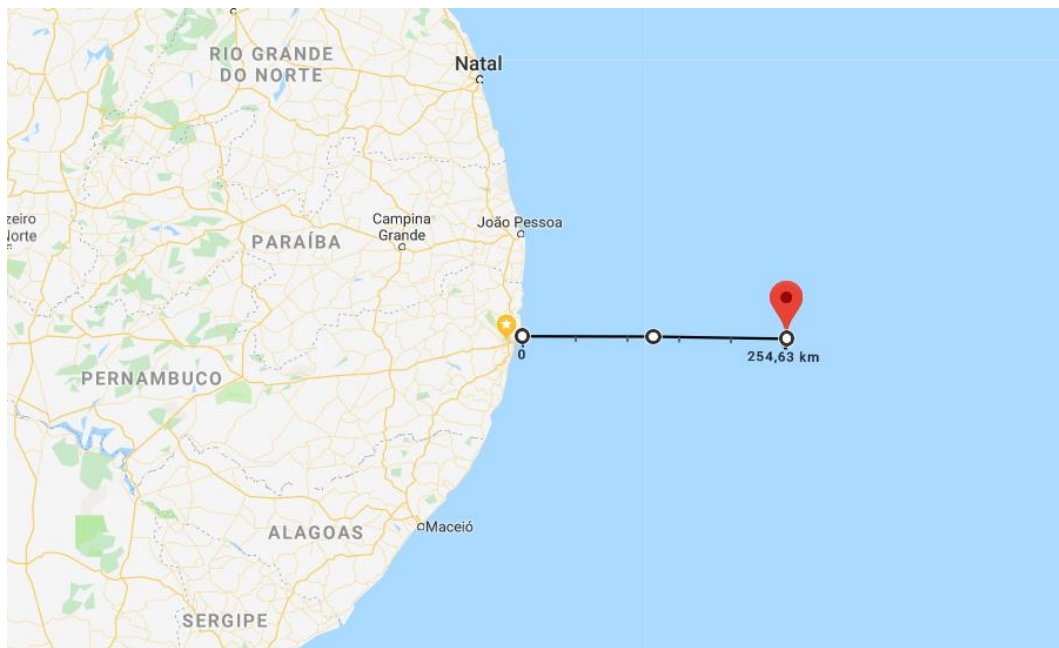 RIO GRANDE
DO NORTE
Natal
zeiro
Norte
Campina
Grande
João Pessoa
PARAÍBA
0
254,63 km
PERNAMBUCO
ALAGOAS
Maceió
SERGIPE